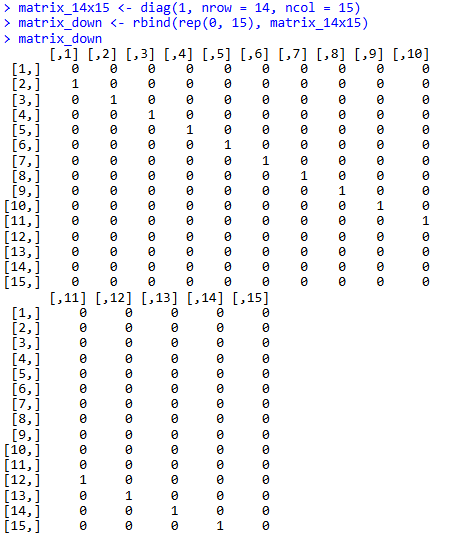 > matrix_14x15 <- diag(1, nrow = 14, ncol = 15)
> matrix_down <- rbind(rep(0, 15), matrix_14x15)
> matrix_down
      [,1] [,2] [,3] [,4] [,5] [,6] [,7] [,8] [,9] [,10]
 [1,]    0    0    0    0    0    0    0    0    0     0
 [2,]    1    0    0    0    0    0    0    0    0     0
 [3,]    0    1    0    0    0    0    0    0    0     0
 [4,]    0    0    1    0    0    0    0    0    0     0
 [5,]    0    0    0    1    0    0    0    0    0     0
 [6,]    0    0    0    0    1    0    0    0    0     0
 [7,]    0    0    0    0    0    1    0    0    0     0
 [8,]    0    0    0    0    0    0    1    0    0     0
 [9,]    0    0    0    0    0    0    0    1    0     0
[10,]    0    0    0    0    0    0    0    0    1     0
[11,]    0    0    0    0    0    0    0    0    0     1
[12,]    0    0    0    0    0    0    0    0    0     0
[13,]    0    0    0    0    0    0    0    0    0     0
[14,]    0    0    0    0    0    0    0    0    0     0
[15,]    0    0    0    0    0    0    0    0    0     0
      [,11] [,12] [,13] [,14] [,15]
 [1,]     0     0     0     0     0
 [2,]     0     0     0     0     0
 [3,]     0     0     0     0     0
 [4,]     0     0     0     0     0
 [5,]     0     0     0     0     0
 [6,]     0     0     0     0     0
 [7,]     0     0     0     0     0
 [8,]     0     0     0     0     0
 [9,]     0     0     0     0     0
[10,]     0     0     0     0     0
[11,]     0     0     0     0     0
[12,]     1     0     0     0     0
[13,]     0     1     0     0     0
[14,]     0     0     1     0     0
[15,]     0     0     0     1     0